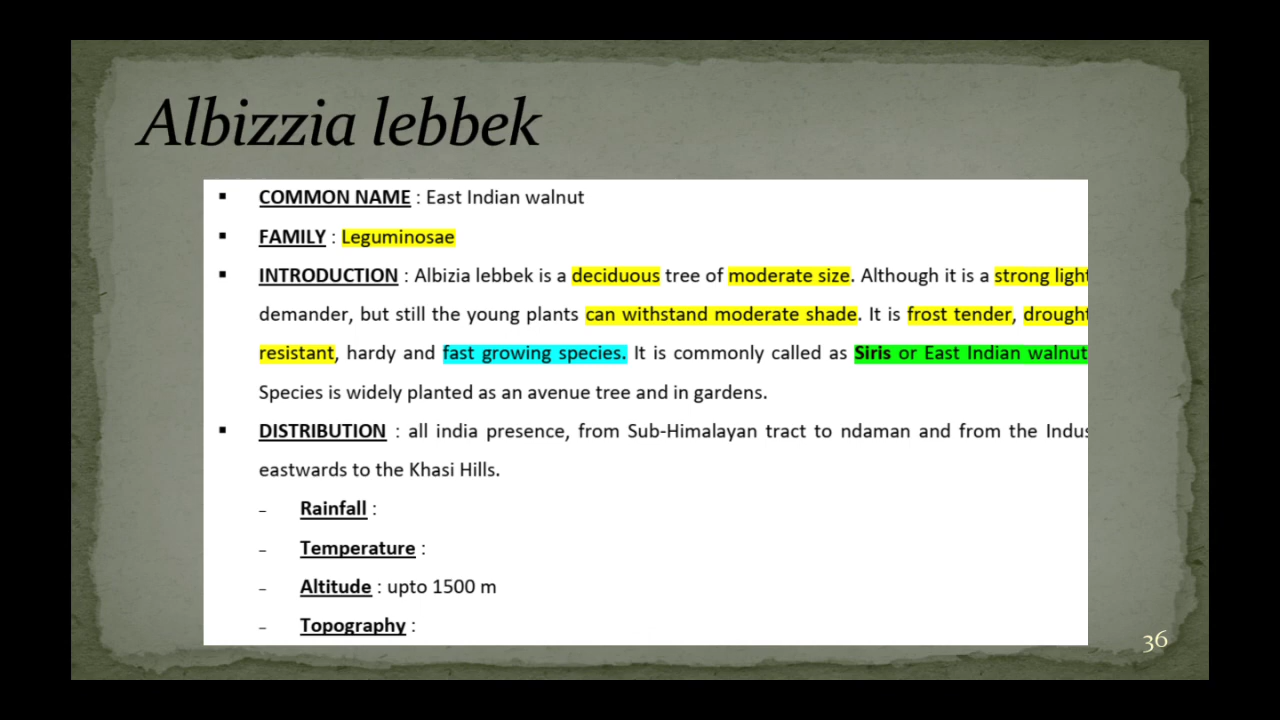 Albizzia lebbek
▪ COMMON NAME : East Indian walnut
▪ FAMILY : Leguminosae
▪ INTRODUCTION : Albizia lebbek is a deciduous tree of moderate size. Although it is a strong light
demander, but still the young plants can withstand moderate shade. It is frost tender, drought
resistant, hardy and fast growing species. It is commonly called as Siris or East Indian walnut
Species is widely planted as an avenue tree and in gardens.
▪ DISTRIBUTION : all india presence, from Sub-Himalayan tract to ndaman and from the Indus
eastwards to the Khasi Hills.
– Rainfall :
– Temperature :
– Altitude : upto 1500 m
– Topography :
36